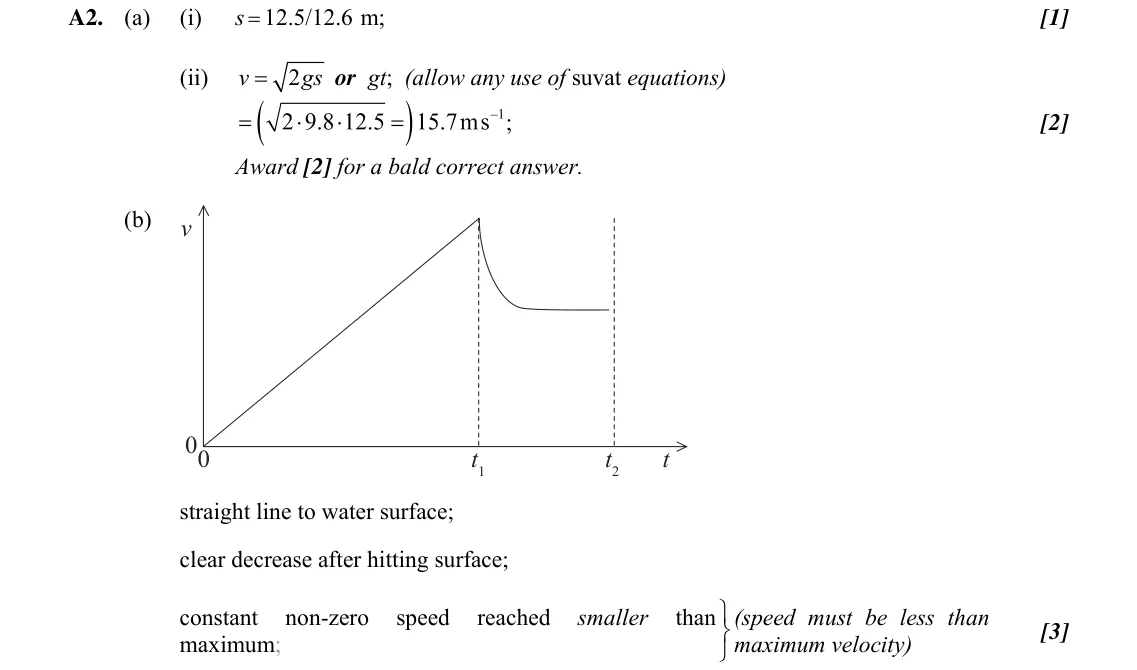 A2. (a) (i) s = 12.5/12.6 m; [1]
(ii) v = √2gs or gt; (allow any use of suvat equations)
= (√2·9.8·12.5 =) 15.7 m s⁻¹; [2]
Award [2] for a bald correct answer.
(b) v
0
0 t₁ t₂ t
straight line to water surface;
clear decrease after hitting surface;
constant non-zero speed reached smaller than } (speed must be less than
maximum; maximum velocity) [3]